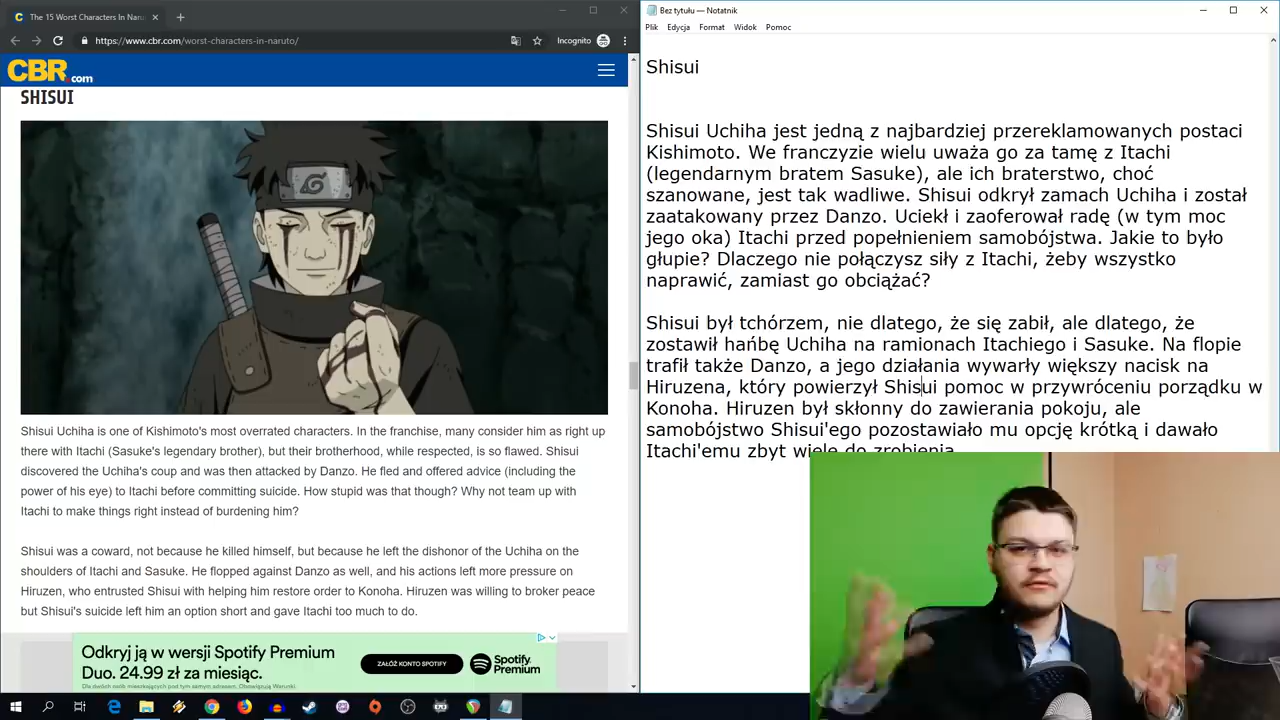 The 15 Worst Characters In Naru
https://www.cbr.com/worst-characters-in-naruto/
Incognito
CBR.com
SHISUI
Shisui Uchiha is one of Kishimoto's most overrated characters. In the franchise, many consider him as right up
there with Itachi (Sasuke's legendary brother), but their brotherhood, while respected, is so flawed. Shisui
discovered the Uchiha's coup and was then attacked by Danzo. He fled and offered advice (including the
power of his eye) to Itachi before committing suicide. How stupid was that though? Why not team up with
Itachi to make things right instead of burdening him?
Shisui was a coward, not because he killed himself, but because he left the dishonor of the Uchiha on the
shoulders of Itachi and Sasuke. He flopped against Danzo as well, and his actions left more pressure on
Hiruzen, who entrusted Shisui with helping him restore order to Konoha. Hiruzen was willing to broker peace
but Shisui's suicide left him an option short and gave Itachi too much to do.
Odkryj ją w wersji Spotify Premium
Duo. 24.99 zł za miesiąc.
Dla dwóch osób mieszkających pod tym samym adresem. Obowiązują Warunki.
ZAŁÓŻ KONTO SPOTIFY
Spotify Premium
Bez tytułu — Notatnik
Plik Edycja Format Widok Pomoc
Shisui
Shisui Uchiha jest jedną z najbardziej przereklamowanych postaci
Kishimoto. We franczyzie wielu uważa go za tamę z Itachi
(legendarnym bratem Sasuke), ale ich braterstwo, choć
szanowane, jest tak wadliwe. Shisui odkrył zamach Uchiha i został
zaatakowany przez Danzo. Uciekł i zaoferował radę (w tym moc
jego oka) Itachi przed popełnieniem samobójstwa. Jakie to było
głupie? Dlaczego nie połączysz siły z Itachi, żeby wszystko
naprawić, zamiast go obciążać?
Shisui był tchórzem, nie dlatego, że się zabił, ale dlatego, że
zostawił hańbę Uchiha na ramionach Itachiego i Sasuke. Na flopie
trafił także Danzo, a jego działania wywarły większy nacisk na
Hiruzena, który powierzył Shisui pomoc w przywróceniu porządku w
Konoha. Hiruzen był skłonny do zawierania pokoju, ale
samobójstwo Shisui'ego pozostawiało mu opcję krótką i dawało
Itachi'emu zbyt wiele do zrobienia.